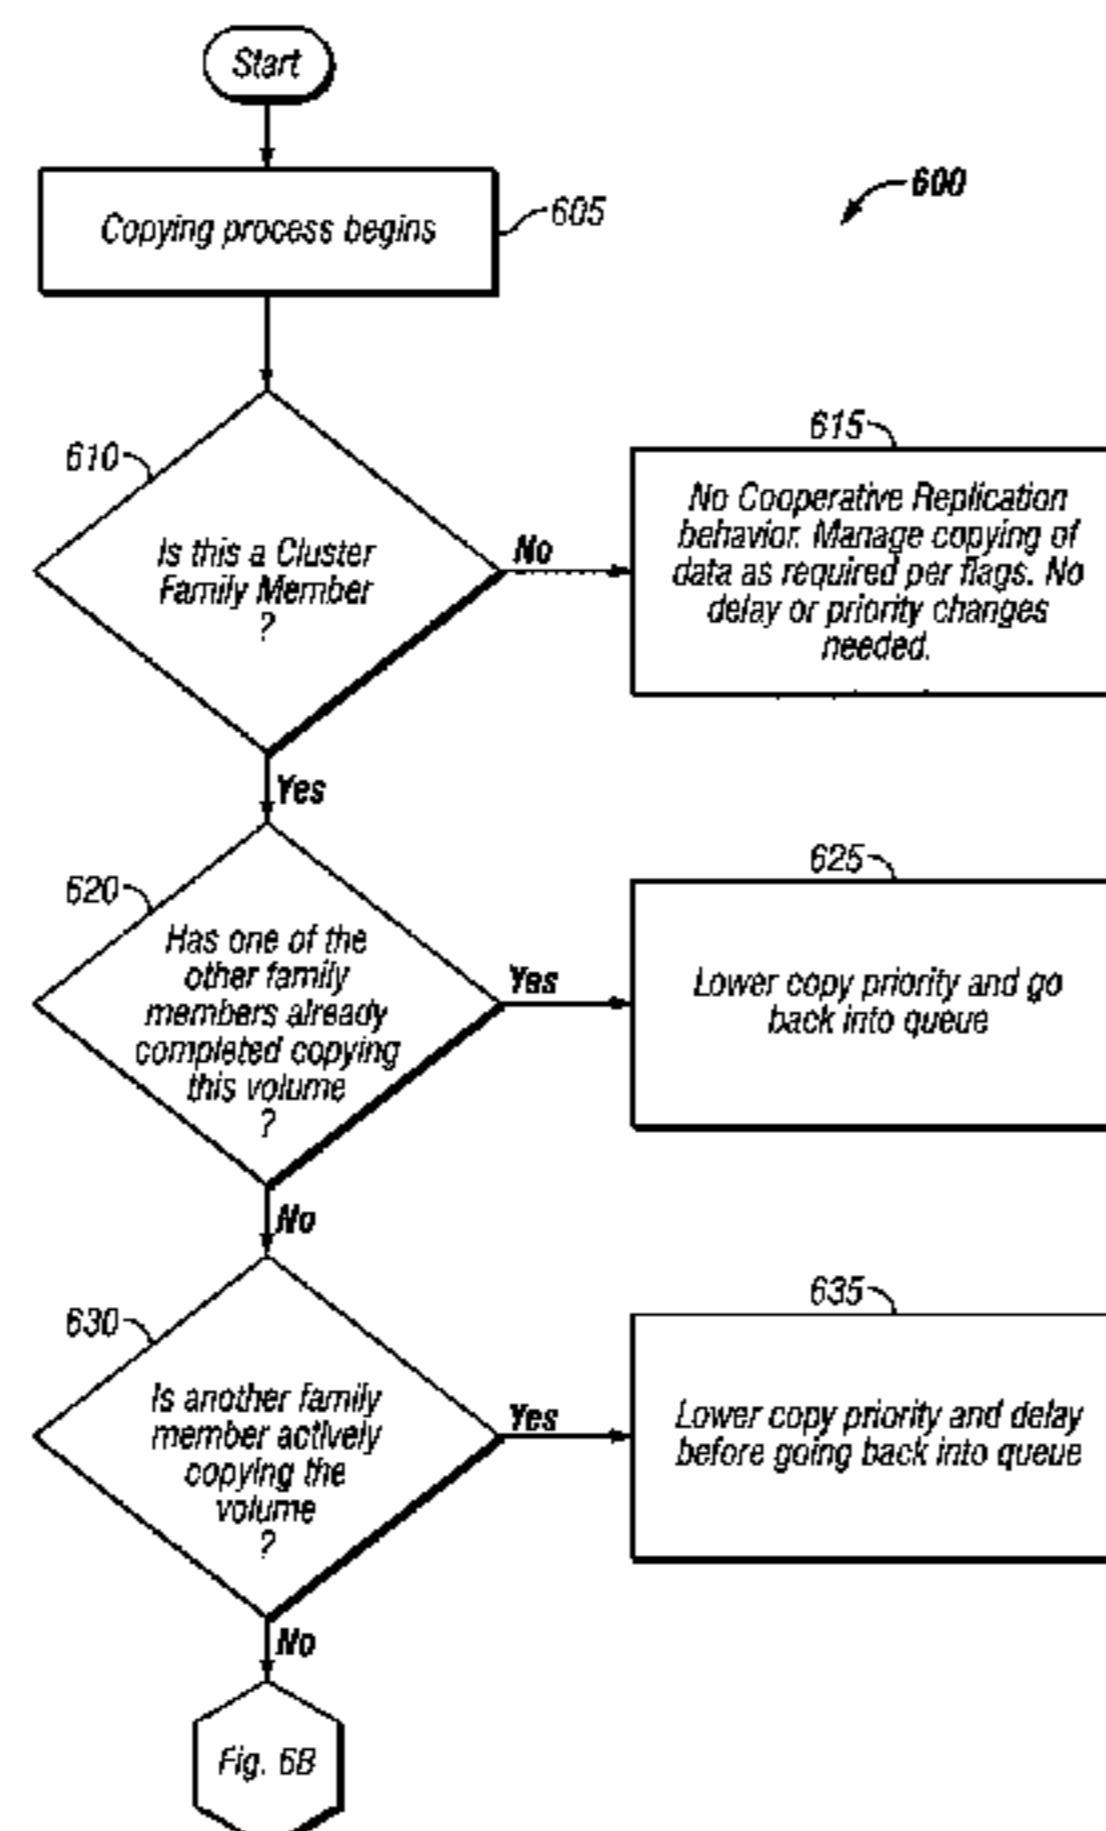 Start
Copying process begins
605
600
610
Is this a Cluster
Family Member
?
No
615
No Cooperative Replication
behavior. Manage copying of
data as required per flags. No
delay or priority changes
needed.
Yes
620
Has one of the
other family
members already
completed copying
this volume
?
Yes
625
Lower copy priority and go
back into queue
No
630
Is another family
member actively
copying the
volume
?
Yes
635
Lower copy priority and delay
before going back into queue
No
Fig. 6B